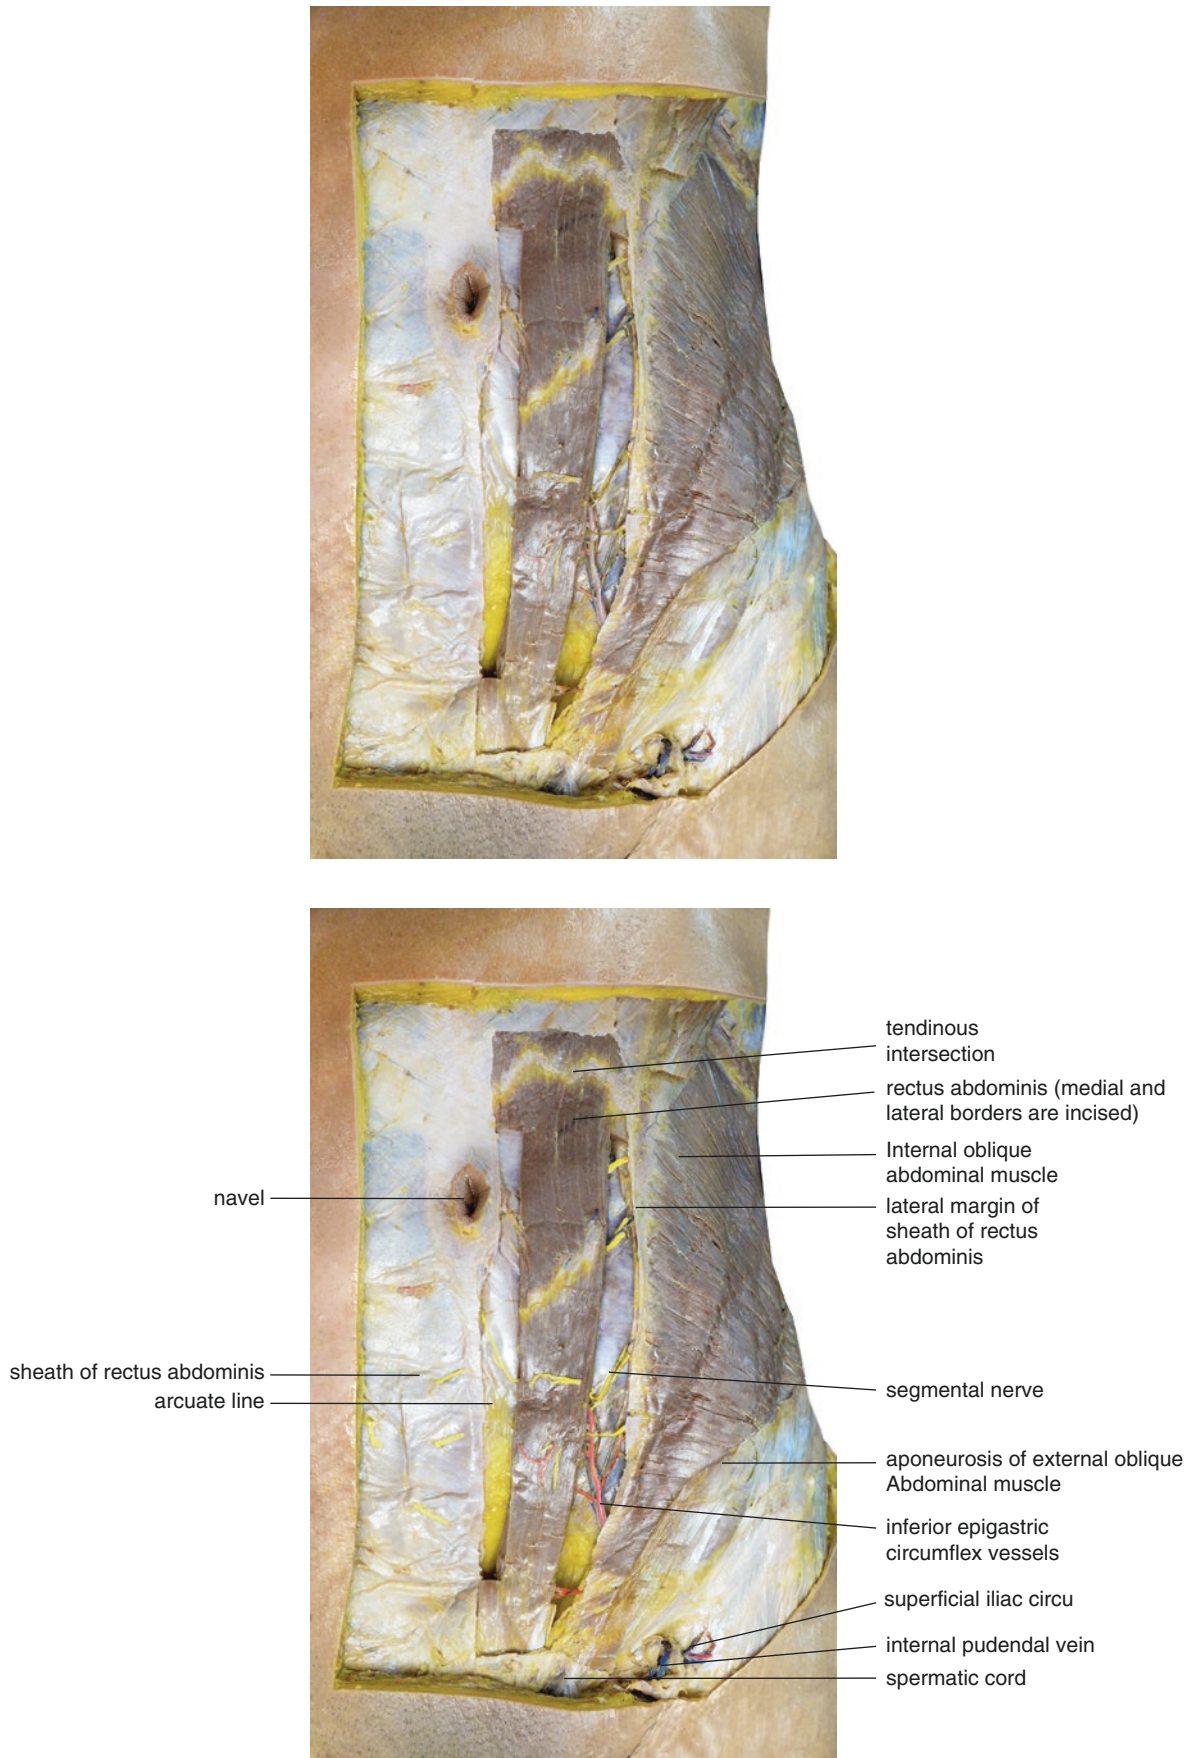 tendinous
intersection
rectus abdominis (medial and
lateral borders are incised)
Internal oblique
abdominal muscle
lateral margin of
sheath of rectus
abdominis
navel
sheath of rectus abdominis
arcuate line
segmental nerve
aponeurosis of external oblique
Abdominal muscle
inferior epigastric
circumflex vessels
superficial iliac circu
internal pudendal vein
spermatic cord